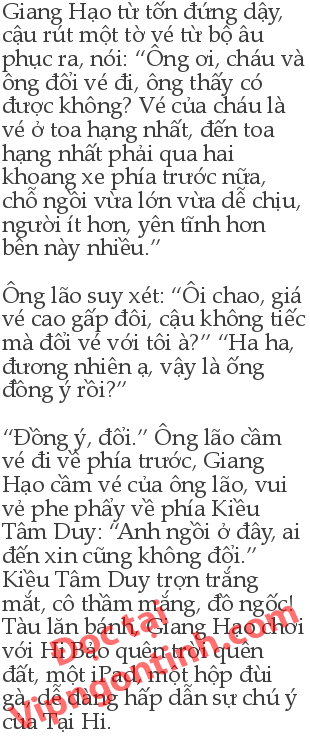 Giang Hạo từ tốn đứng dậy,
cậu rút một tờ vé từ bộ âu
phục ra, nói: “Ông ơi, cháu và
ông đổi vé đi, ông thấy có
được không? Vé của cháu là
vé ở toa hạng nhất, đến toa
hạng nhất phải qua hai
khoang xe phía trước nữa,
chỗ ngồi vừa lớn vừa dễ chịu,
người ít hơn, yên tĩnh hơn
bên này nhiều.”
Ông lão suy xét: “Ôi chao, giá
vé cao gấp đôi, cậu không tiếc
mà đổi vé với tôi à?” “Ha ha,
đương nhiên ạ, vậy là ống
đông ý rồi?”
“Đồng ý, đổi.” Ông lão cầm
vé đi về phía trước, Giang
Hạo cầm vé của ông lão, vui
vẻ phe phẩy về phía Kiều
Tâm Duy: “Anh ngồi ở đây, ai
đến xin cũng không đổi.”
Kiều Tâm Duy trợn trắng
mắt, cô thầm mắng, đồ ngốc!
Tàu lăn bánh, Giang Hạo chơi
với Hi Bảo quên trời quên
đất, một iPad, một hộp đùi
gà, dễ dàng hấp dẫn sự chú ý
của Tại Hi.
Đọc tại
Vipngontinh.com